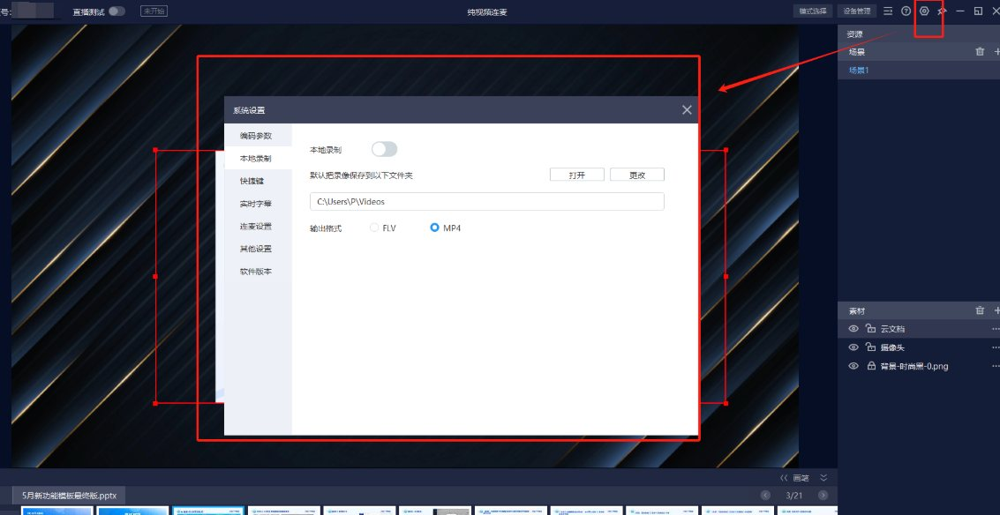 号:
直播测试
未开始
纯视频连麦
模式选择
设备管理
资源
场景
场景1
系统设置
编码参数
本地录制
快捷键
实时字幕
连麦设置
其他设置
软件版本
本地录制
默认把录像保存到以下文件夹
打开
更改
C:\Users\P\Videos
输出格式
FLV
MP4
素材
云文档
摄像头
背景-时尚黑-0.png
画笔
5月新功能模板最终版.pptx
3/21